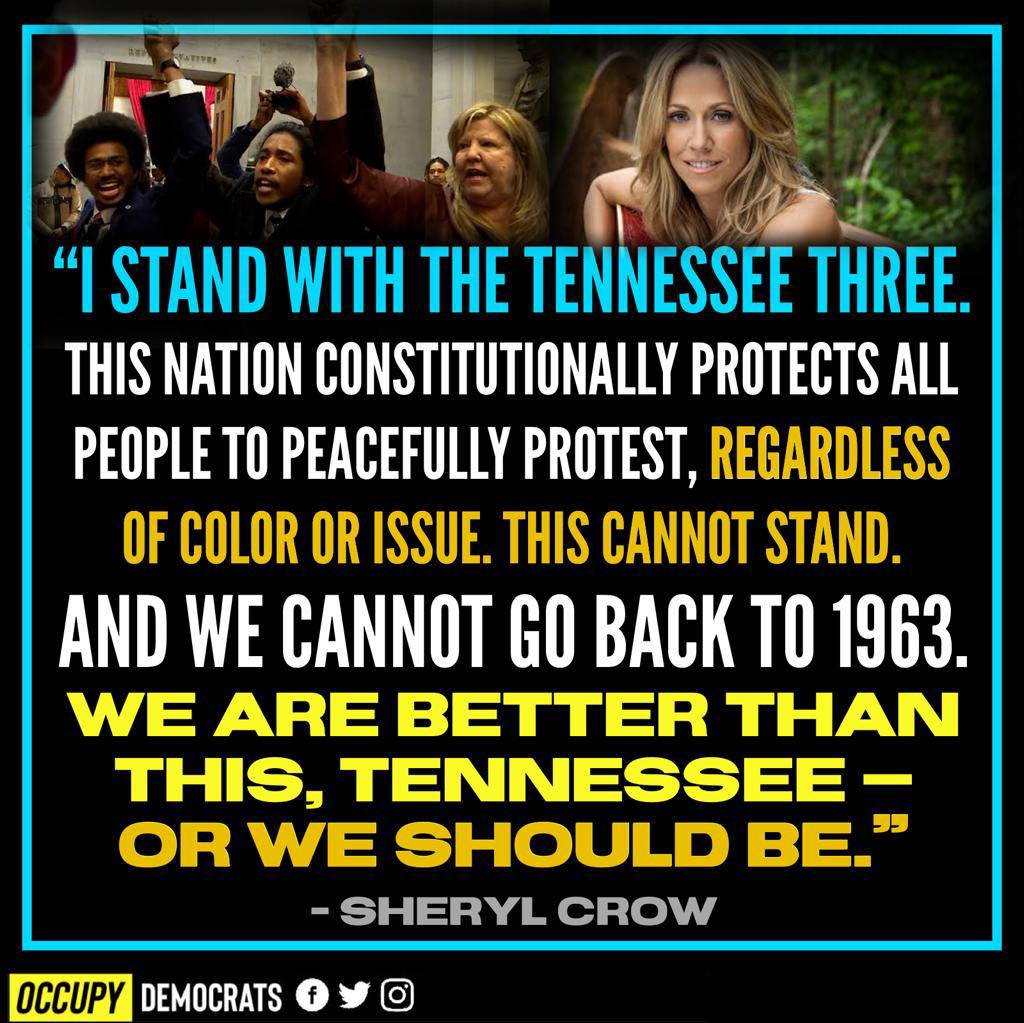 “I STAND WITH THE TENNESSEE THREE.
THIS NATION CONSTITUTIONALLY PROTECTS ALL
PEOPLE TO PEACEFULLY PROTEST, REGARDLESS
OF COLOR OR ISSUE. THIS CANNOT STAND.
AND WE CANNOT GO BACK TO 1963.
WE ARE BETTER THAN
THIS, TENNESSEE –
OR WE SHOULD BE.”
- SHERYL CROW
OCCUPY DEMOCRATS